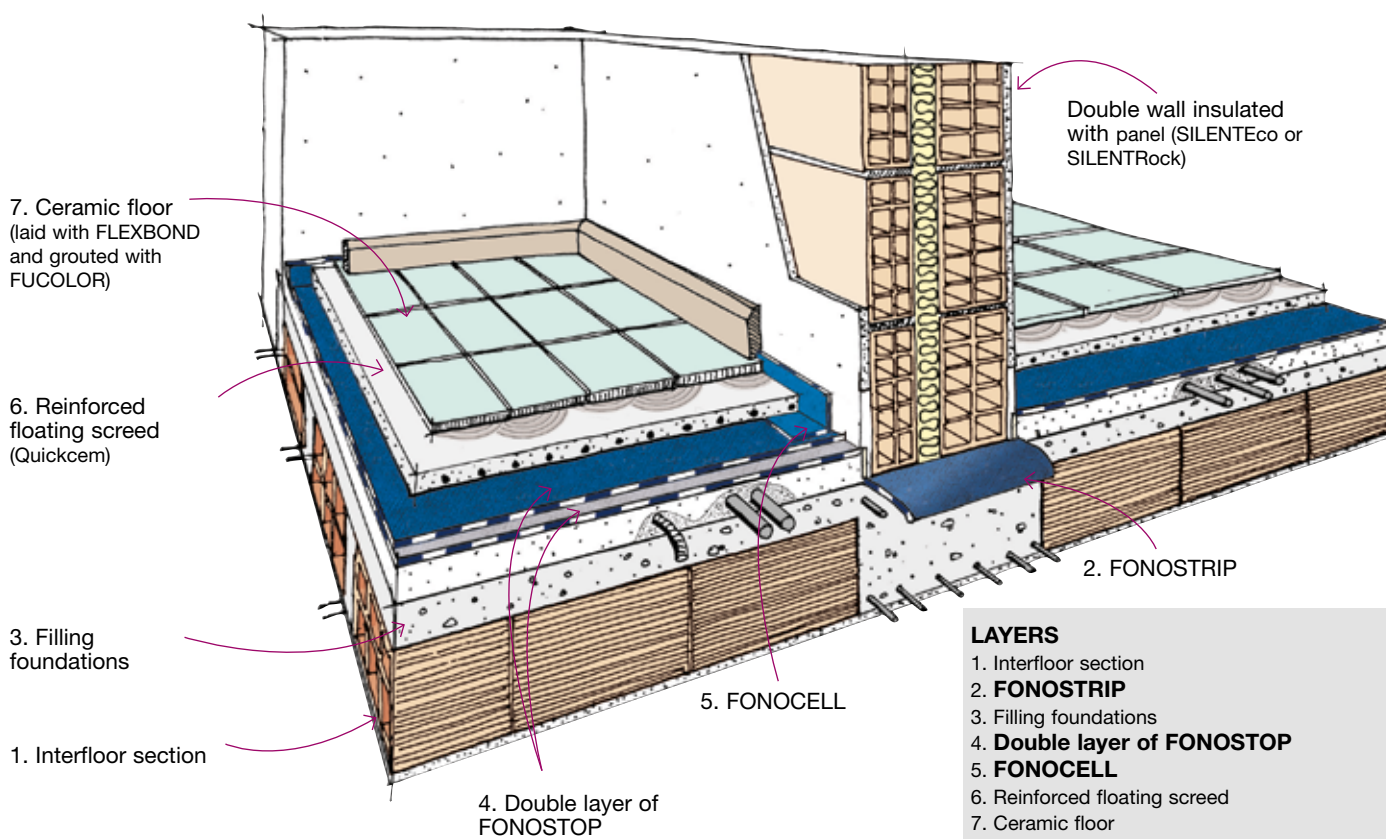 Double wall insulated
with panel (SILENTEco or
SILENTRock)
7. Ceramic floor
(laid with FLEXBOND
and grouted with
FUCOLOR)
6. Reinforced
floating screed
(Quickcem)
2. FONOSTRIP
3. Filling
foundations
5. FONOCELL
1. Interfloor section
4. Double layer of
FONOSTOP
LAYERS
1. Interfloor section
2. FONOSTRIP
3. Filling foundations
4. Double layer of FONOSTOP
5. FONOCELL
6. Reinforced floating screed
7. Ceramic floor